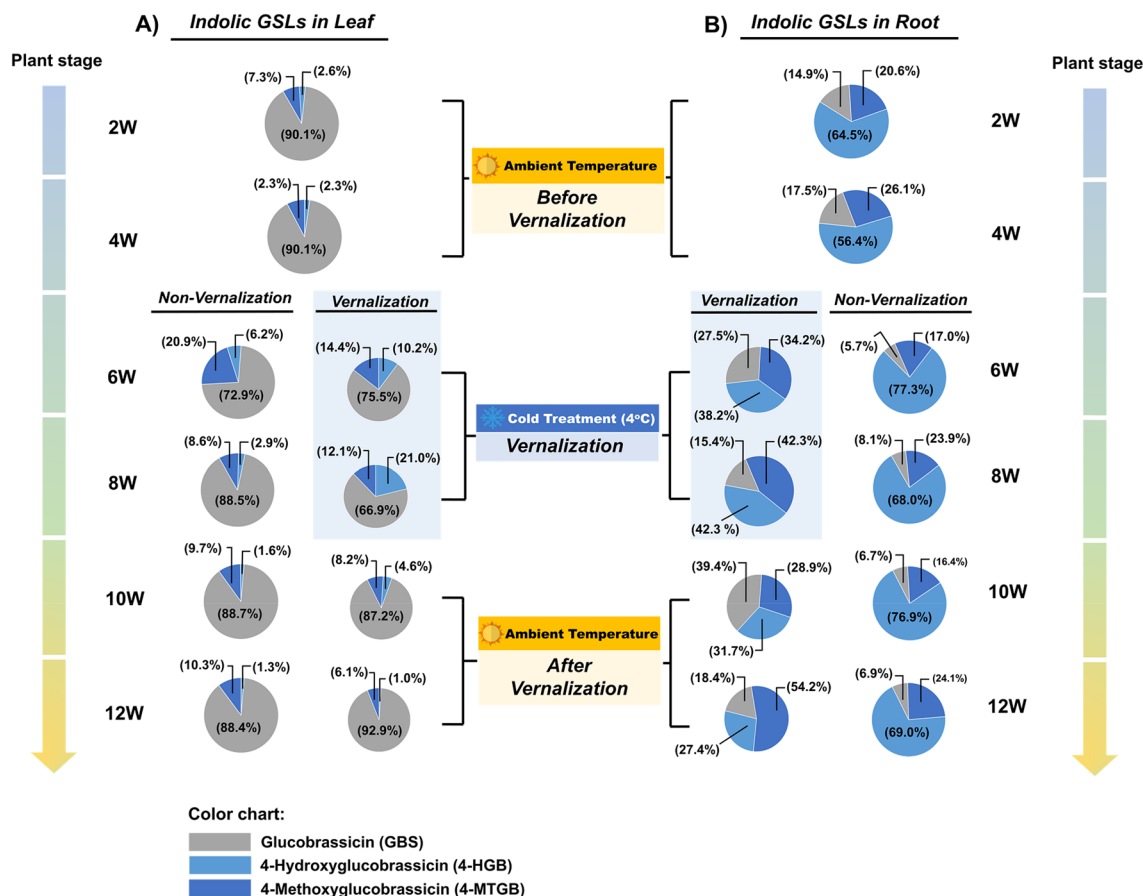 A)
Indolic GSLs in Leaf
B)
Indolic GSLs in Root
Plant stage
Plant stage
(7.3%)
(2.6%)
(90.1%)
2W
(14.9%)
(20.6%)
(64.5%)
2W
Ambient Temperature
Before
Vernalization
(2.3%)
(2.3%)
(90.1%)
4W
(17.5%)
(26.1%)
(56.4%)
4W
Non-Vernalization
Vernalization
Vernalization
Non-Vernalization
(20.9%)
(6.2%)
(72.9%)
(14.4%)
(10.2%)
(75.5%)
6W
(27.5%)
(34.2%)
(38.2%)
(5.7%)
(17.0%)
(77.3%)
6W
Cold Treatment (4°C)
Vernalization
(8.6%)
(2.9%)
(88.5%)
(12.1%)
(21.0%)
(66.9%)
8W
(15.4%)
(42.3%)
(42.3 %)
(8.1%)
(23.9%)
(68.0%)
8W
(9.7%)
(1.6%)
(88.7%)
(8.2%)
(4.6%)
(87.2%)
10W
(39.4%)
(28.9%)
(31.7%)
(6.7%)
(16.4%)
(76.9%)
10W
Ambient Temperature
After
Vernalization
(10.3%)
(1.3%)
(88.4%)
(6.1%)
(1.0%)
(92.9%)
12W
(18.4%)
(54.2%)
(27.4%)
(6.9%)
(24.1%)
(69.0%)
12W
Color chart:
Glucobrassicin (GBS)
4-Hydroxyglucobrassicin (4-HGB)
4-Methoxyglucobrassicin (4-MTGB)